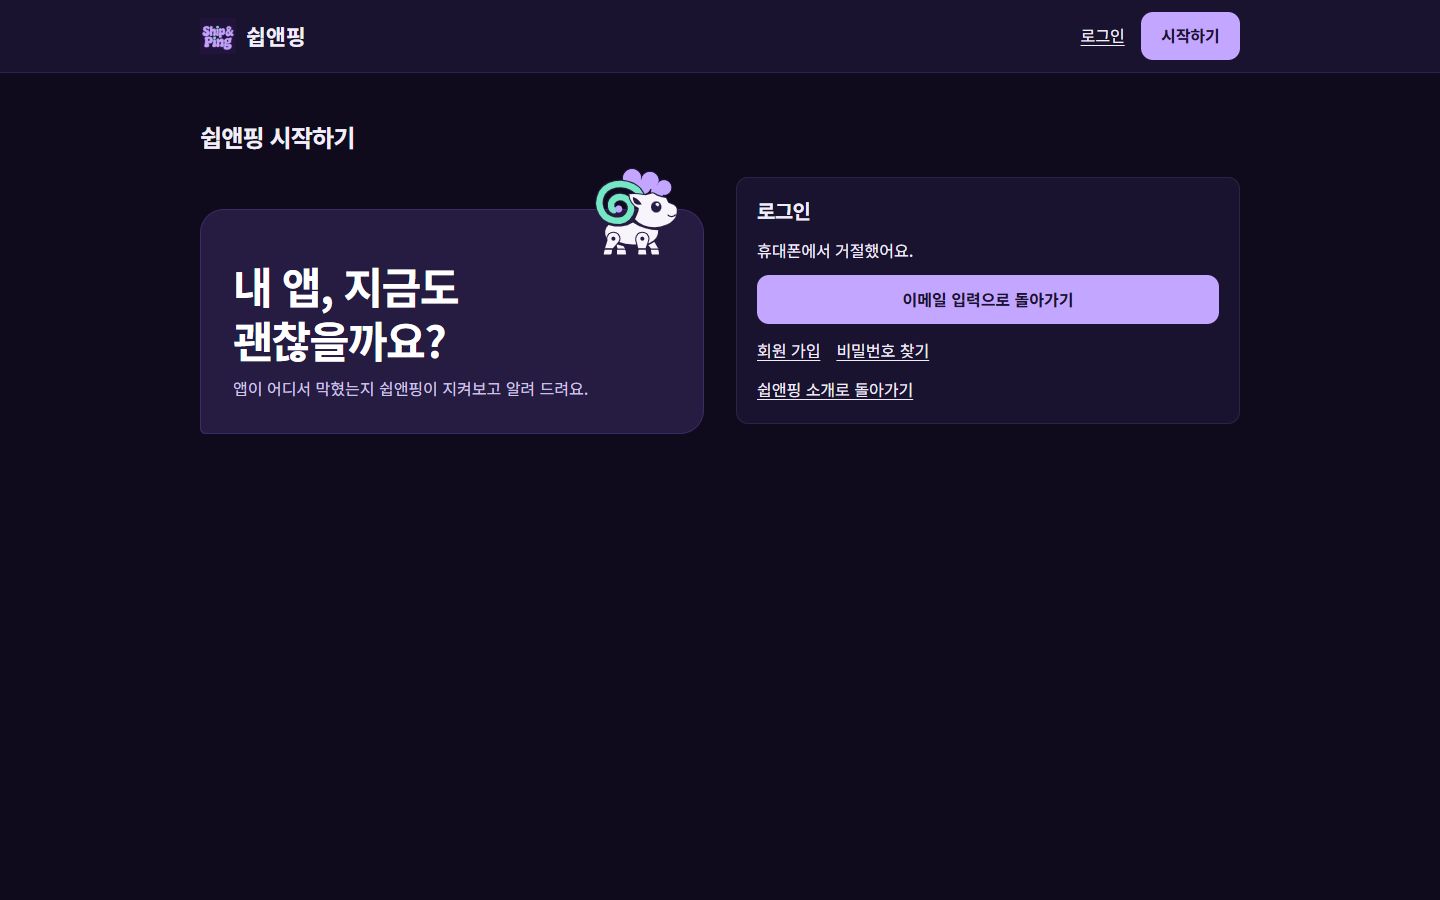 Ship&
Ping
쉽앤핑
로그인
시작하기
쉽앤핑 시작하기
내 앱, 지금도
괜찮을까요?
앱이 어디서 막혔는지 쉽앤핑이 지켜보고 알려 드려요.
로그인
휴대폰에서 거절했어요.
이메일 입력으로 돌아가기
회원 가입
비밀번호 찾기
쉽앤핑 소개로 돌아가기